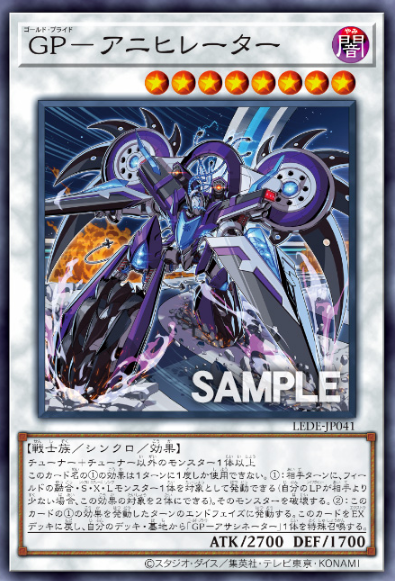 ゴールド・プライド
GP－アニヒレーター
やみ
闇
SAMPLE
LEDE-JP041
【戦士族／シンクロ／効果】
チューナー＋チューナー以外のモンスター1体以上
このカード名の①の効果は1ターンに1度しか使用できない。①：相手ターンに、フィー
ルドの融合・S・X・Lモンスター1体を対象として発動できる（自分のLPが相手より
少ない場合、この効果の対象を2体にできる）。そのモンスターを破壊する。②：この
カードの①の効果を発動したターンのエンドフェイズに発動する。このカードをEX
デッキに戻し、自分のデッキ・墓地から「GP－アサシネーター」1体を特殊召喚する。
ATK/2700 DEF/1700
©スタジオ・ダイス／集英社・テレビ東京・KONAMI